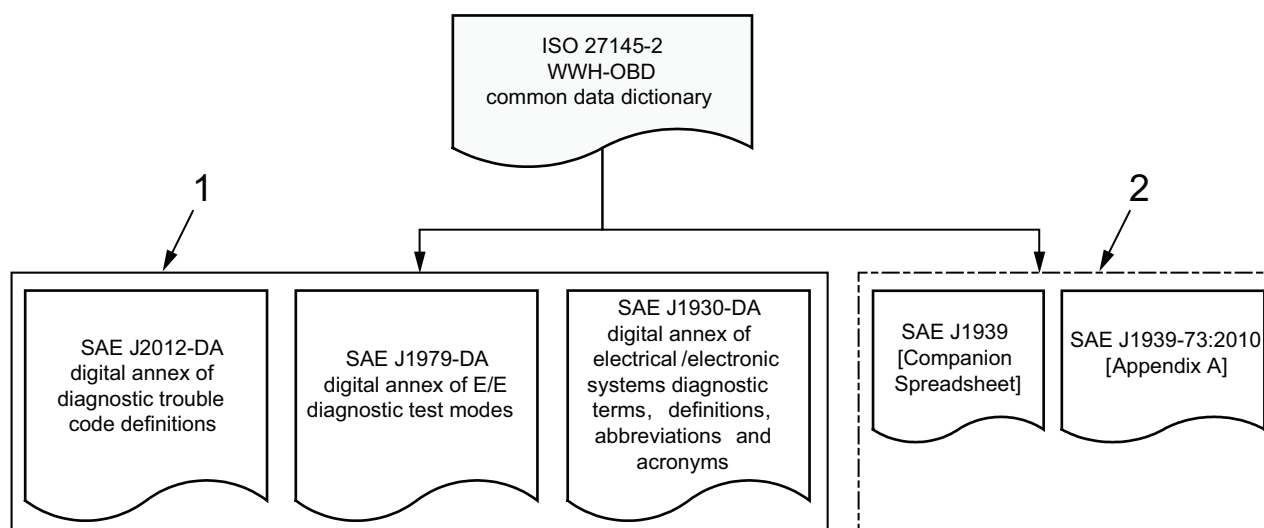 ISO 27145-2
WWH-OBD
common data dictionary
1
2
SAE J2012-DA
digital annex of
diagnostic trouble
code definitions
SAE J1979-DA
digital annex of E/E
diagnostic test modes
SAE J1930-DA
digital annex of
electrical/electronic
systems diagnostic
terms, definitions,
abbreviations and
acronyms
SAE J1939
[Companion
Spreadsheet]
SAE J1939-73:2010
[Appendix A]